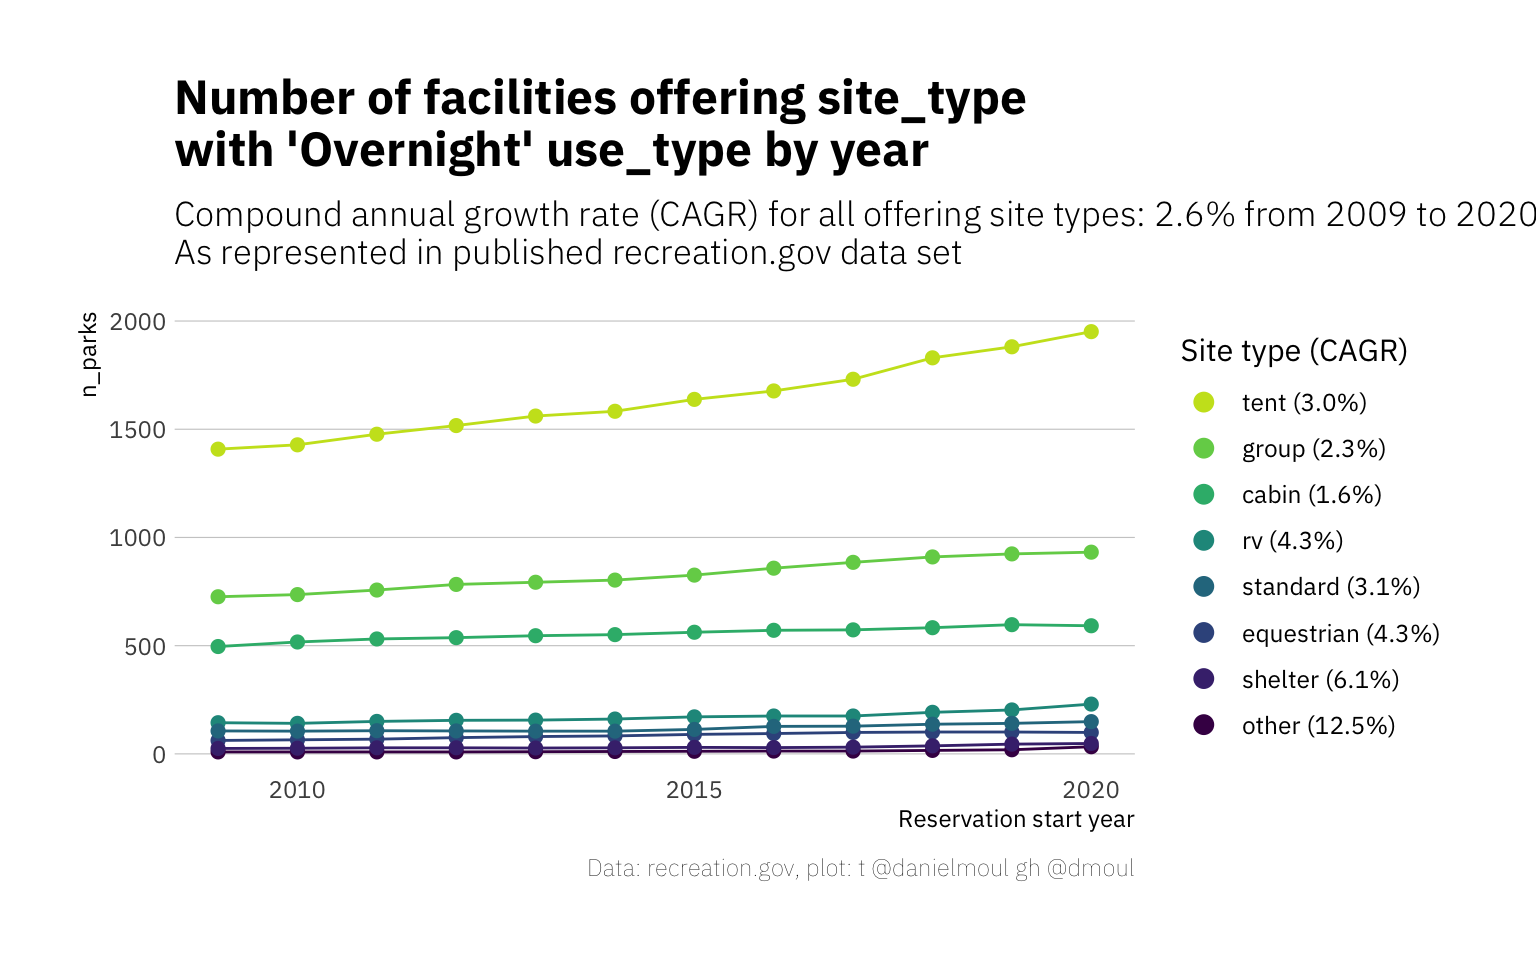 Number of facilities offering site_type
with 'Overnight' use_type by year
Compound annual growth rate (CAGR) for all offering site types: 2.6% from 2009 to 2020
As represented in published recreation.gov data set
n_parks
2000
1500
1000
500
0
2010
2015
2020
Reservation start year
Site type (CAGR)
tent (3.0%)
group (2.3%)
cabin (1.6%)
rv (4.3%)
standard (3.1%)
equestrian (4.3%)
shelter (6.1%)
other (12.5%)
Data: recreation.gov, plot: t @danielmoul gh @dmoul